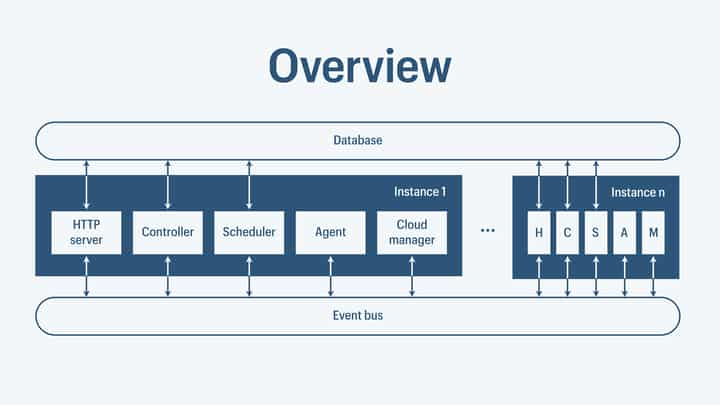 Overview
Database
Instance 1
HTTP
server
Controller
Scheduler
Agent
Cloud
manager
...
Instance n
H
C
S
A
M
Event bus